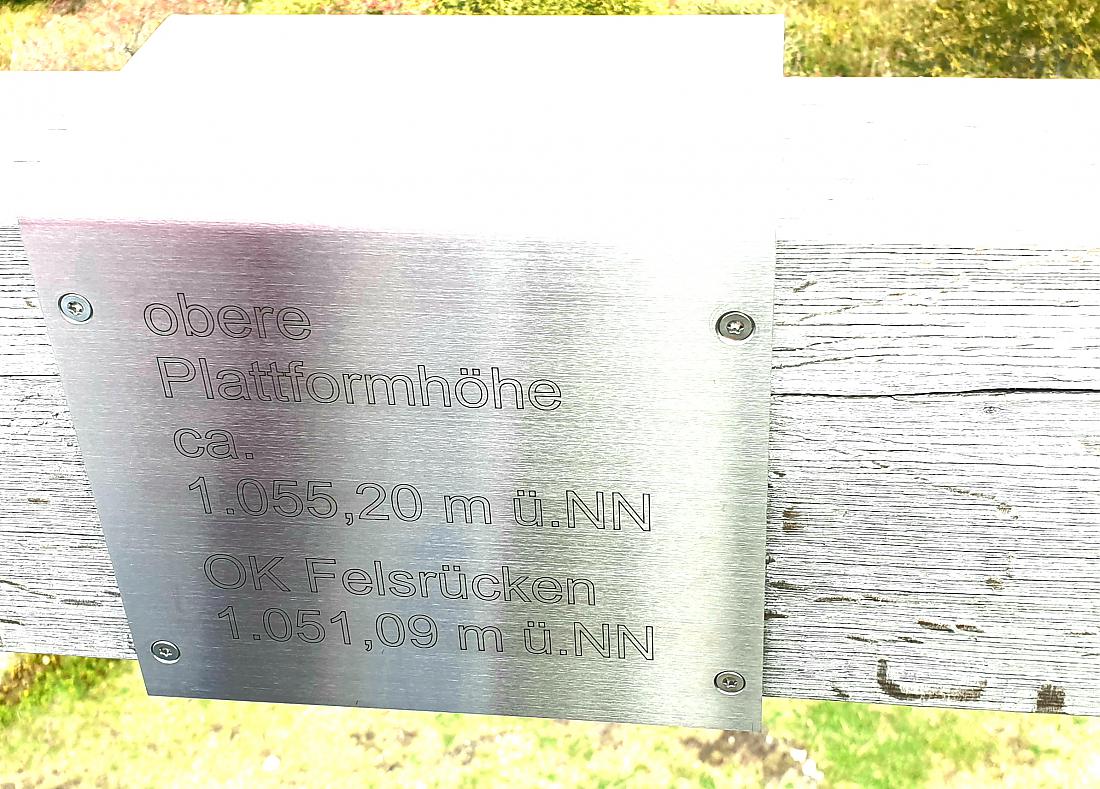 obere
Plattformhöhe
ca.
1.055,20 m ü.NN
OK Felsrücken
1.051,09 m ü.NN